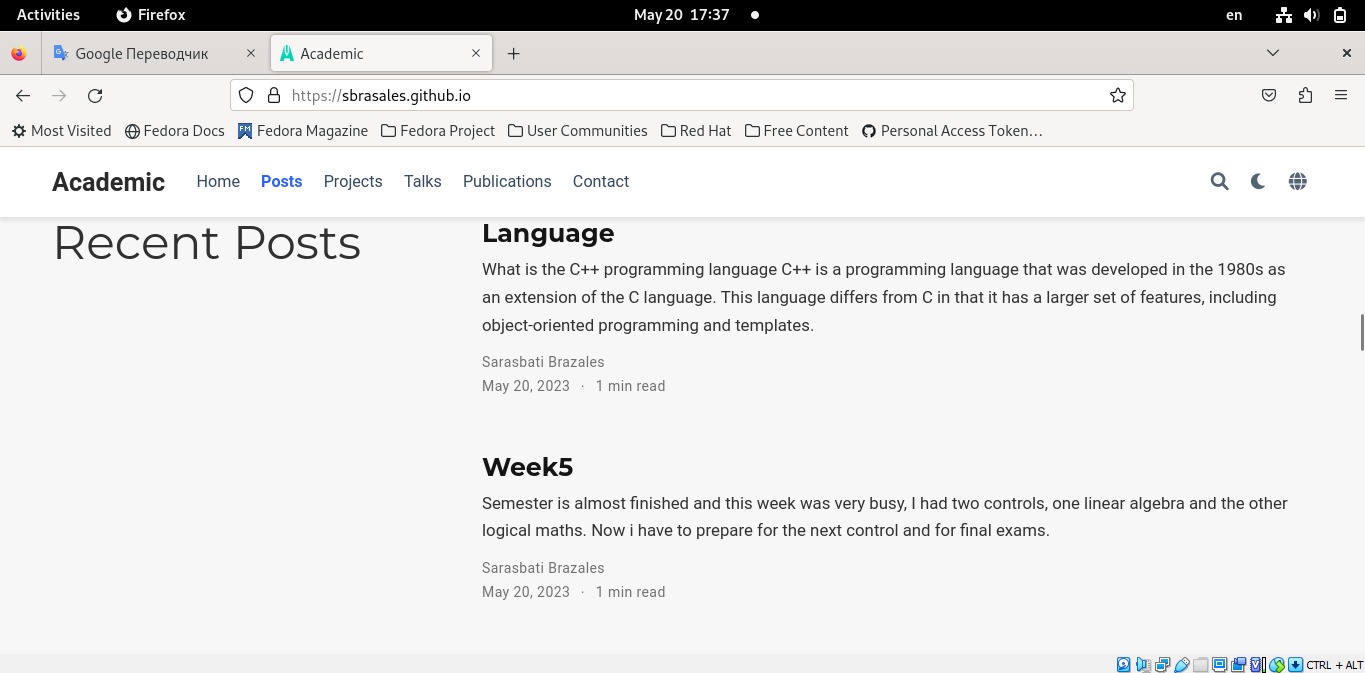 Activities Firefox May 20 17:37 en
Google Переводчик Academic
https://sbrasales.github.io
Most Visited Fedora Docs Fedora Magazine Fedora Project User Communities Red Hat Free Content Personal Access Token…
Academic Home Posts Projects Talks Publications Contact
Recent Posts
Language
What is the C++ programming language C++ is a programming language that was developed in the 1980s as
an extension of the C language. This language differs from C in that it has a larger set of features, including
object-oriented programming and templates.
Sarasbati Brazales
May 20, 2023 · 1 min read
Week5
Semester is almost finished and this week was very busy, I had two controls, one linear algebra and the other
logical maths. Now i have to prepare for the next control and for final exams.
Sarasbati Brazales
May 20, 2023 · 1 min read
CTRL + ALT